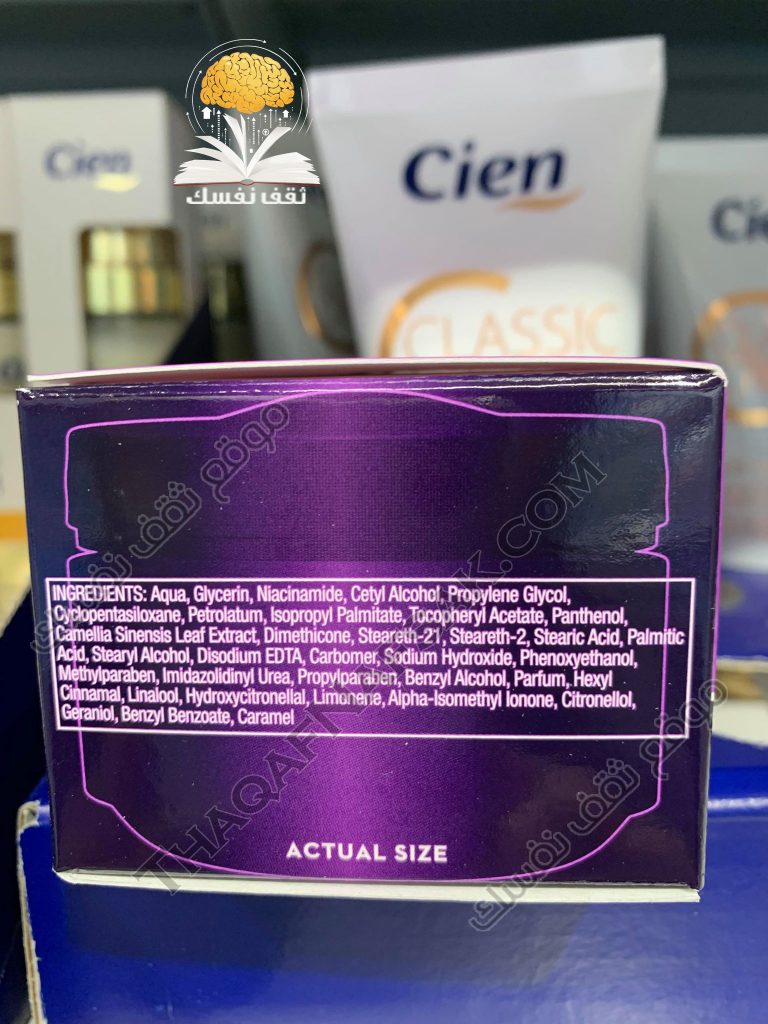 Cien
ثقف نفسك
Cien
Cie
CLASSIC
INGREDIENTS: Aqua, Glycerin, Niacinamide, Cetyl Alcohol, Propylene Glycol,
Cyclopentasiloxane, Petrolatum, Isopropyl Palmitate, Tocopheryl Acetate, Panthenol,
Camellia Sinensis Leaf Extract, Dimethicone, Steareth-21, Steareth-2, Stearic Acid, Palmitic
Acid, Stearyl Alcohol, Disodium EDTA, Carbomer, Sodium Hydroxide, Phenoxyethanol,
Methylparaben, Imidazolidinyl Urea, Propylparaben, Benzyl Alcohol, Parfum, Hexyl
Cinnamal, Linalool, Hydroxycitronellal, Limonene, Alpha-Isomethyl Ionone, Citronellol,
Geraniol, Benzyl Benzoate, Caramel
ACTUAL SIZE
موقع ثقف نفسك
THAQAFNAFSAK.COM
موقع ثقف نفسك